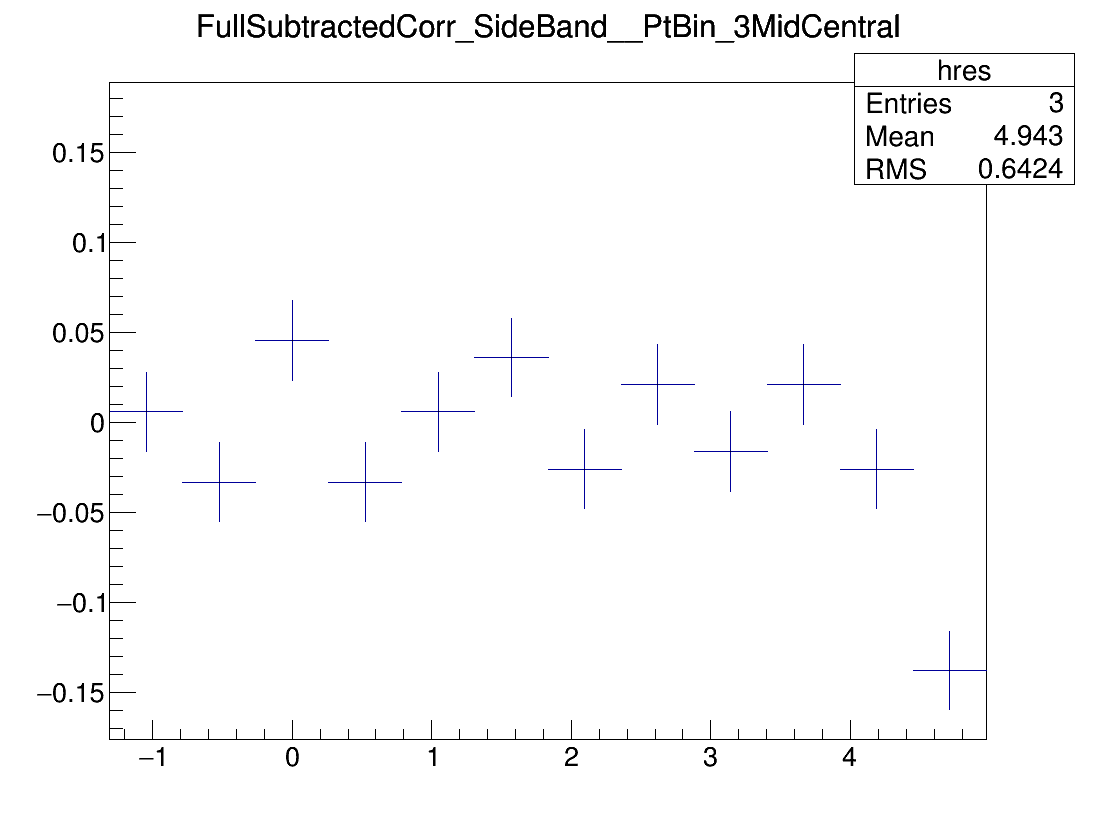 FullSubtractedCorr_SideBand__PtBin_3MidCentral
hres
Entries 3
Mean 4.943
RMS 0.6424
0.15
0.1
0.05
0
−0.05
−0.1
−0.15
−1 0 1 2 3 4